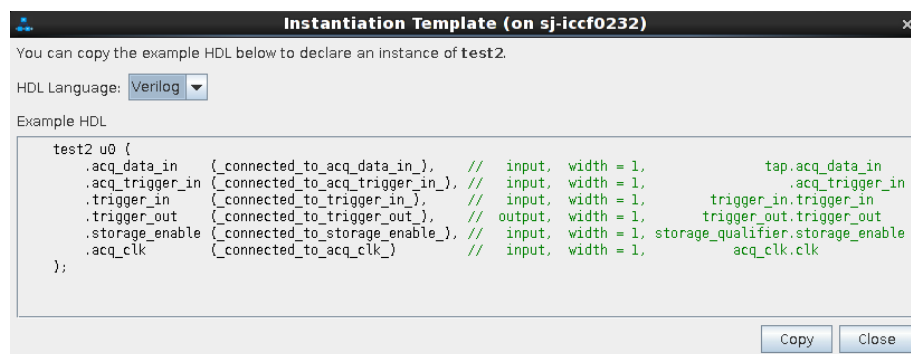 Instantiation Template (on sj-iccf0232)
You can copy the example HDL below to declare an instance of test2.
HDL Language: Verilog
Example HDL
test2 u0 (
.acq_data_in (_connected_to_acq_data_in_), // input, width = 1, tap.acq_data_in
.acq_trigger_in (_connected_to_acq_trigger_in_), // input, width = 1, .acq_trigger_in
.trigger_in (_connected_to_trigger_in_), // input, width = 1, trigger_in.trigger_in
.trigger_out (_connected_to_trigger_out_), // output, width = 1, trigger_out.trigger_out
.storage_enable (_connected_to_storage_enable_), // input, width = 1, storage_qualifier.storage_enable
.acq_clk (_connected_to_acq_clk_) // input, width = 1, acq_clk.clk
);
Copy Close